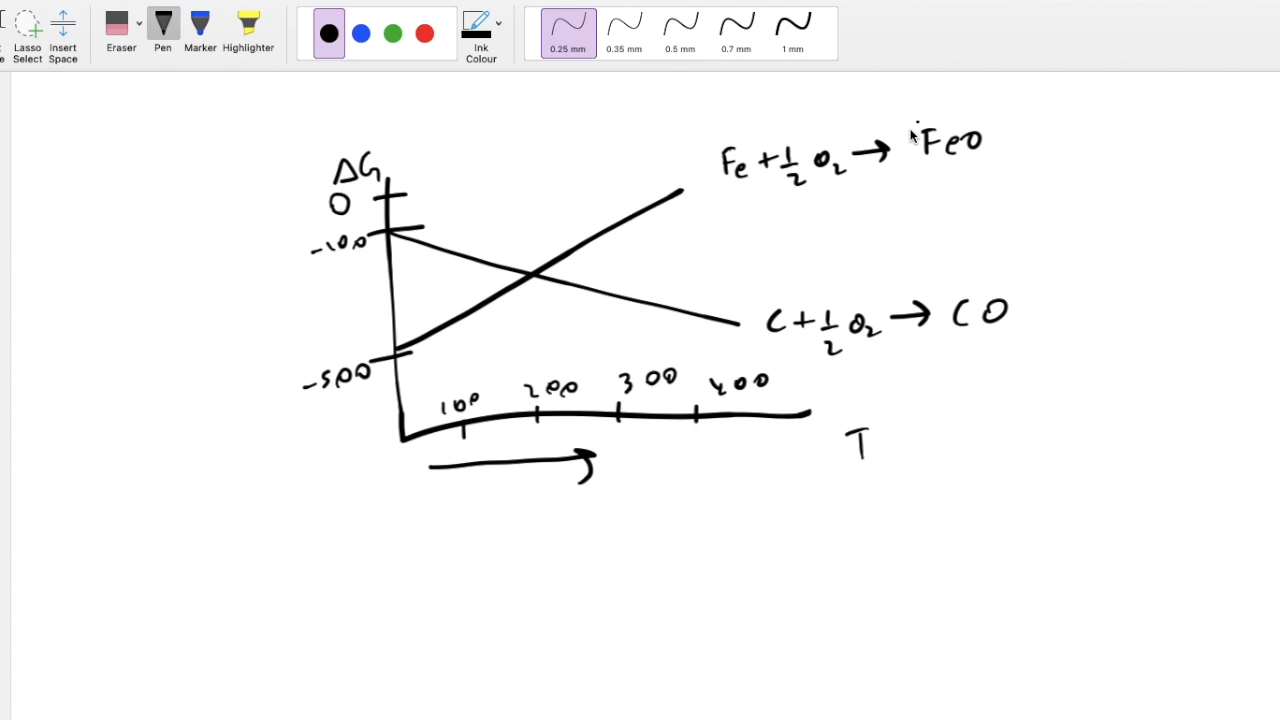 Lasso
Select
Insert
Space
Eraser
Pen
Marker
Highlighter
Ink
Colour
0.25 mm
0.35 mm
0.5 mm
0.7 mm
1 mm
ΔG
0
-100
-500
Fe + 1/2 O₂ → FeO
C + 1/2 O₂ → CO
100 200 300 400
T